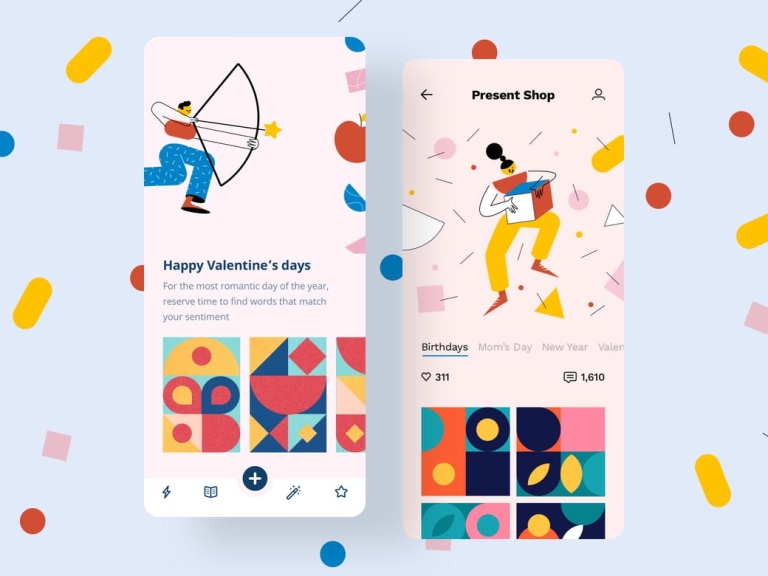 Happy Valentine's days
For the most romantic day of the year,
reserve time to find words that match
your sentiment
Present Shop
Birthdays Mom's Day New Year Valen
311 1,610